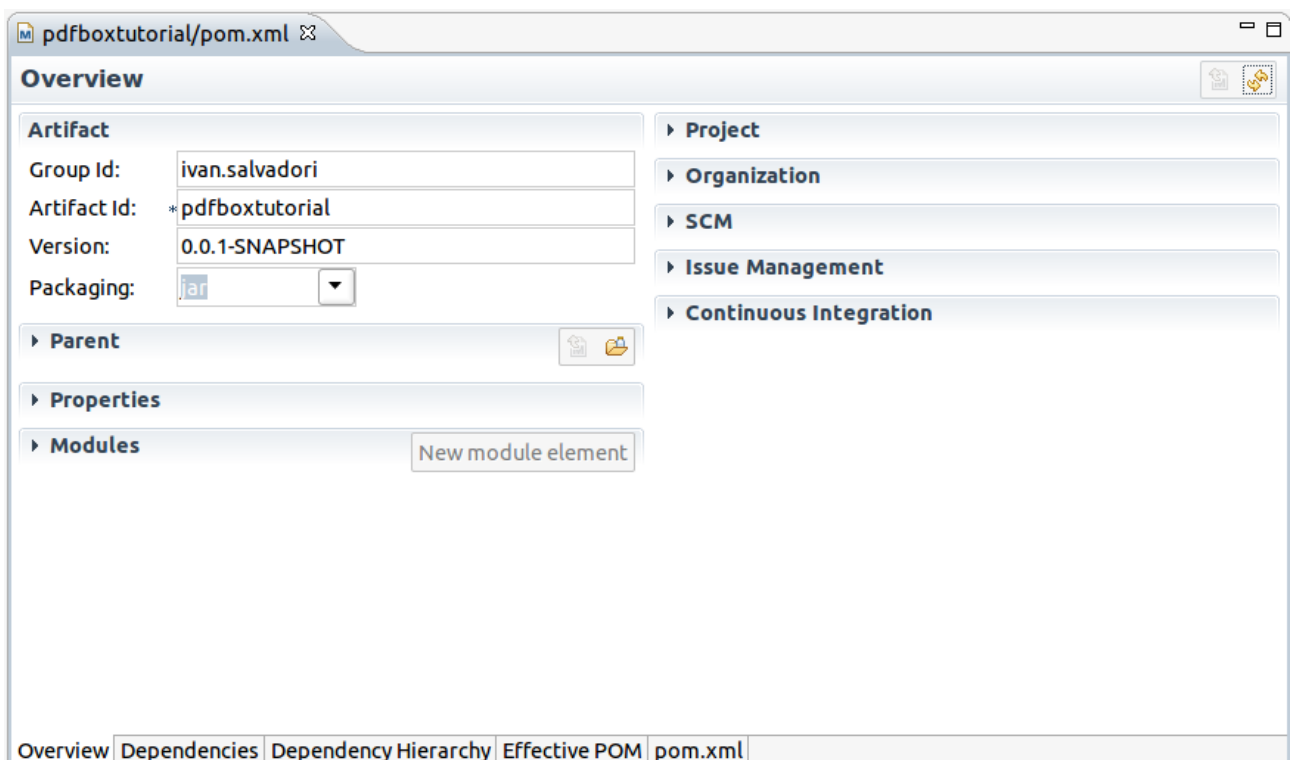 pdfboxtutorial/pom.xml
Overview
Artifact
Group Id: ivan.salvadori
Artifact Id: *pdfboxtutorial
Version: 0.0.1-SNAPSHOT
Packaging: jar
Parent
Properties
Modules New module element
Project
Organization
SCM
Issue Management
Continuous Integration
Overview Dependencies Dependency Hierarchy Effective POM pom.xml